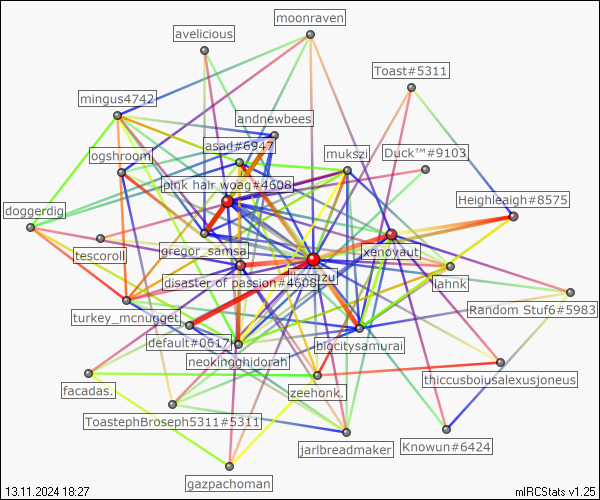 moonraven
avelicious
Toast#5311
mingus4742
andnewbees
asad#6947
mukszi
Duck™#9103
ogshroom
pink hair woag#4608
Heighleaigh#8575
doggerdig
gregor_samsa
xenoyaut
tescoroll
disaster of passion#4608
lahnk
Random Stuf6#5983
turkey_mcnugget
default#0617
bigcitysamurai
neokingghidorah
thiccusboiusalexusjoneus
facadas.
zeehonk.
ToastephBroseph5311#5311
jarlbreadmaker
Knowun#6424
gazpachoman
13.11.2024 18:27
mIRCStats v1.25